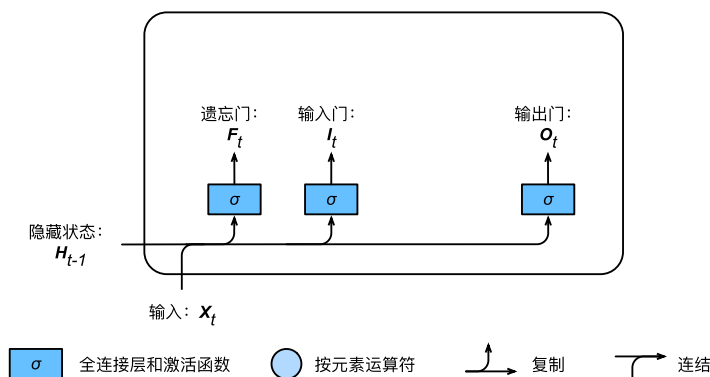 遗忘门：
F_t
输入门：
I_t
输出门：
O_t
σ
σ
σ
隐藏状态：
H_{t-1}
输入：X_t
σ 全连接层和激活函数
按元素运算符
复制
连结